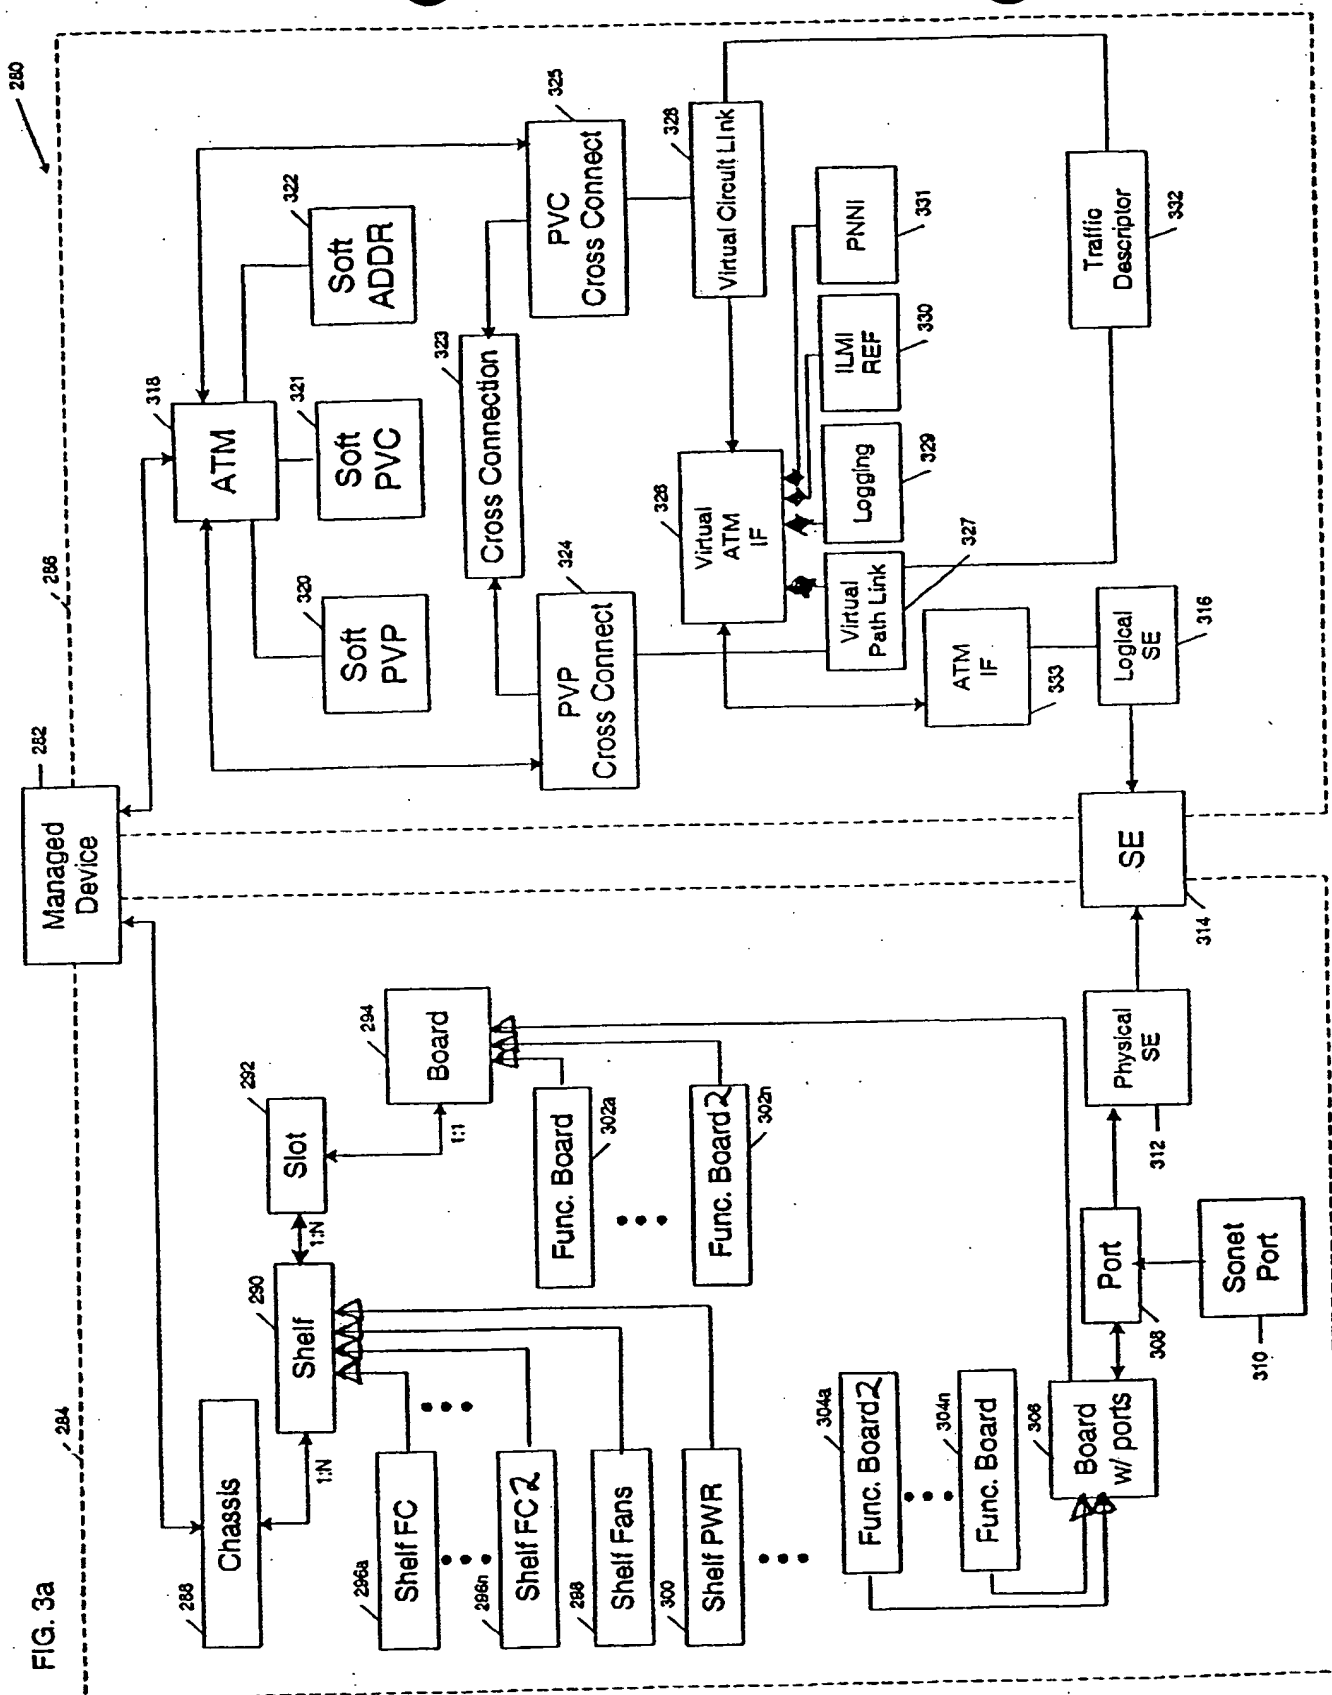 FIG. 3a
280
282
Managed
Device
284
286
288
Chassis
1:N
290
Shelf
1:N
292
Slot
1:1
294
Board
296a
Shelf FC
296n
Shelf FC2
298
Shelf Fans
300
Shelf PWR
Func. Board
302a
Func. Board2
302n
304a
Func. Board2
304n
Func. Board
306
Board
w/ ports
Port
308
Sonet
Port
310
Physical
SE
312
SE
314
Logical
SE
316
318
ATM
320
Soft
PVP
321
Soft
PVC
322
Soft
ADDR
323
Cross Connection
324
PVP
Cross Connect
325
PVC
Cross Connect
326
Virtual
ATM
IF
Virtual
Path Link
327
328
Virtual Circuit Link
Logging
329
ILMI
REF
330
PNNI
331
Traffic
Descriptor
332
ATM
IF
333